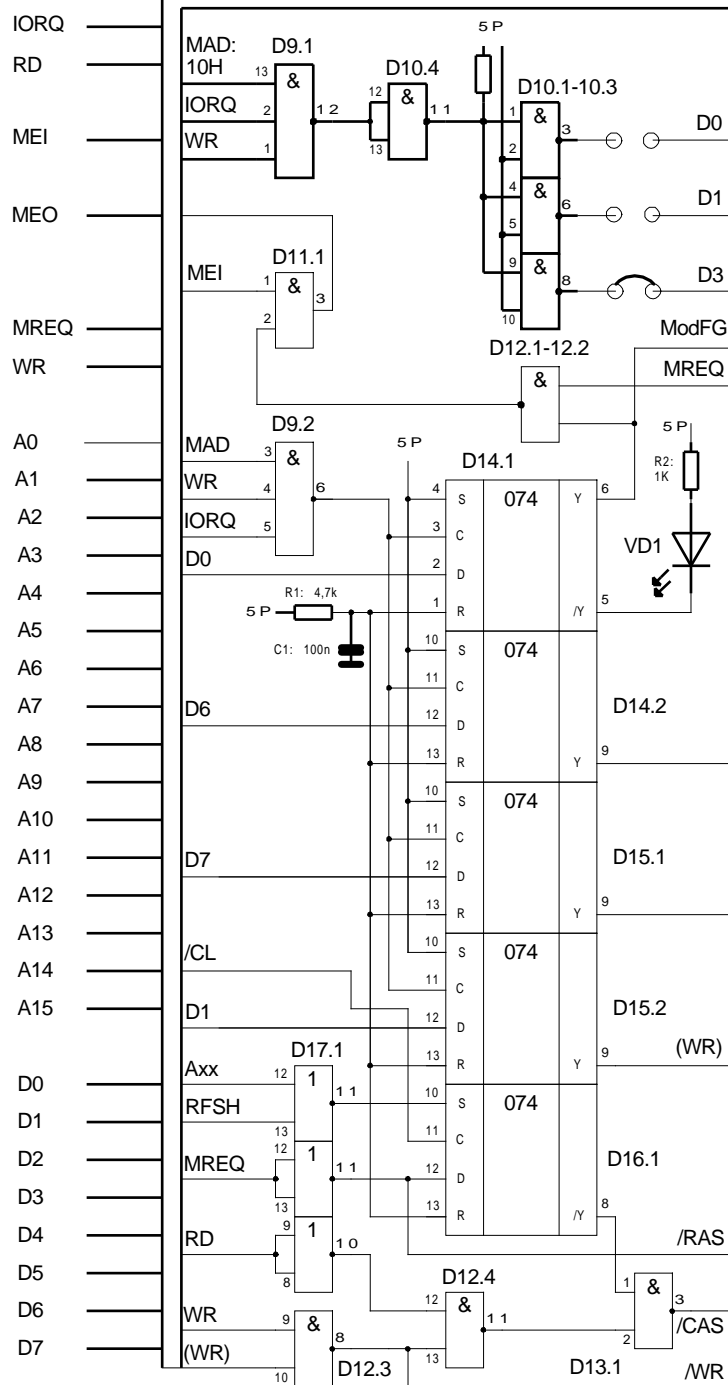 IORQ
RD
MEI
MEO
MREQ
WR
A0
A1
A2
A3
A4
A5
A6
A7
A8
A9
A10
A11
A12
A13
A14
A15
D0
D1
D2
D3
D4
D5
D6
D7
MAD:
10H
IORQ
WR
D9.1
13
2
1
&
12
D10.4
12
13
&
11
5 P
D10.1-10.3
1
2
&
3
D0
4
5
&
6
D1
9
10
&
8
D3
MEI
D11.1
1
2
&
3
D12.1-12.2
&
ModFG
MREQ
D9.2
MAD
3
WR
4
IORQ
5
&
6
D0
5 P
D14.1
4 S 074 Y 6
3 C
2 D
1 R /Y 5
5 P
R2:
1K
VD1
R1: 4,7k
5 P
C1: 100n
10 S 074
11 C
D6
12 D
D14.2
13 R Y 9
10 S 074
11 C
D7
12 D
D15.1
13 R Y 9
/CL
10 S 074
11 C
D1
12 D
D15.2
13 R Y 9
(WR)
D17.1
Axx
12
RFSH
13
1
11
10 S 074
11 C
MREQ
12
13
1
11
12 D
D16.1
13 R /Y 8
RD
9
8
1
10
/RAS
D12.4
12
13
&
11
1
2
&
3
/CAS
D13.1
WR
9
(WR)
10
&
8
D12.3
/WR